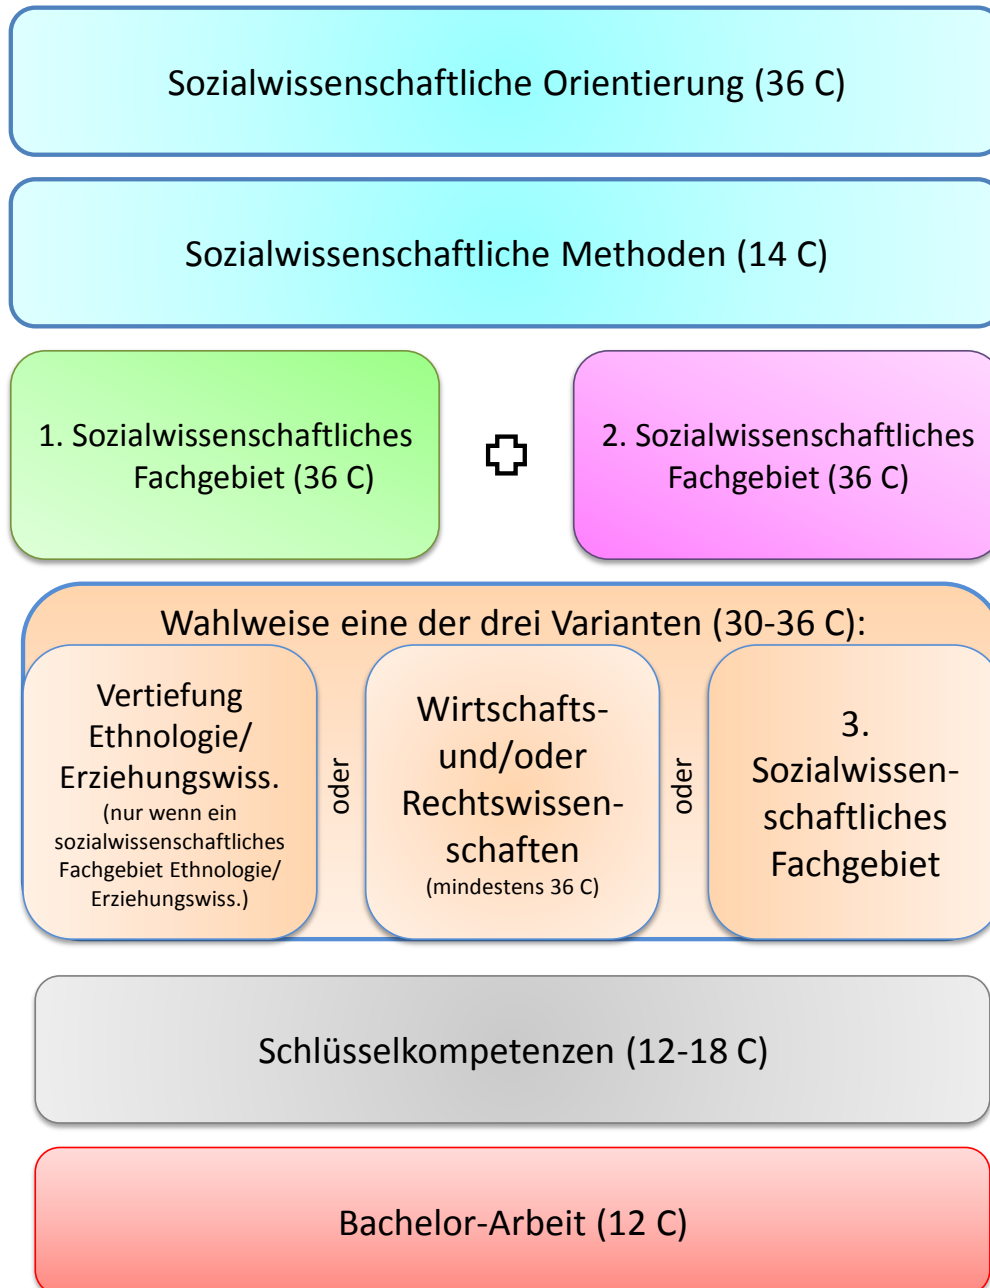 Sozialwissenschaftliche Orientierung (36 C)
Sozialwissenschaftliche Methoden (14 C)
1. Sozialwissenschaftliches
Fachgebiet (36 C)
2. Sozialwissenschaftliches
Fachgebiet (36 C)
Wahlweise eine der drei Varianten (30-36 C):
Vertiefung
Ethnologie/
Erziehungswiss.
(nur wenn ein
sozialwissenschaftliches
Fachgebiet Ethnologie/
Erziehungswiss.)
oder
Wirtschafts-
und/oder
Rechtswissen-
schaften
(mindestens 36 C)
oder
3.
Sozialwissen-
schaftliches
Fachgebiet
Schlüsselkompetenzen (12-18 C)
Bachelor-Arbeit (12 C)